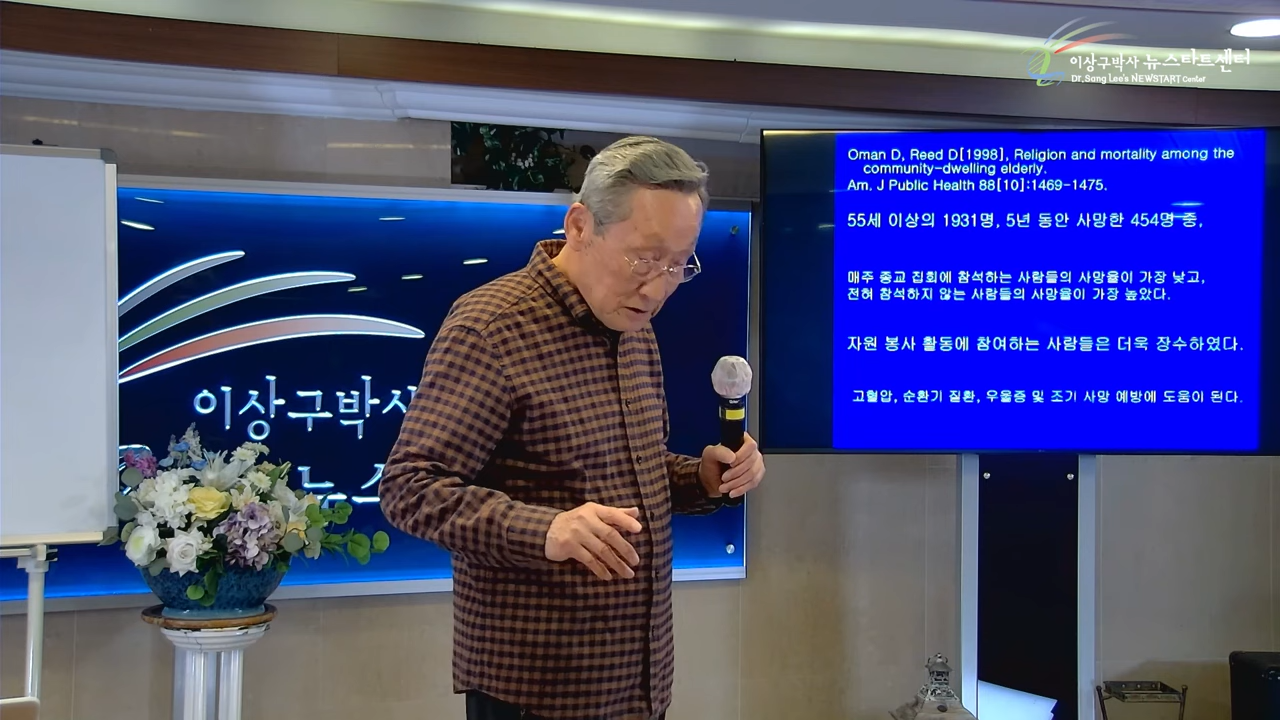 이상구박사 뉴스타트센터
Dr. Sang Lee's NEWSTART Center
Oman D, Reed D[1998], Religion and mortality among the
community-dwelling elderly.
Am. J Public Health 88[10]:1469-1475.
55세 이상의 1931명, 5년 동안 사망한 454명 중,
매주 종교 집회에 참석하는 사람들의 사망율이 가장 낮고,
전혀 참석하지 않는 사람들의 사망율이 가장 높았다.
자원 봉사 활동에 참여하는 사람들은 더욱 장수하였다.
고혈압, 순환기 질환, 우울증 및 조기 사망 예방에 도움이 된다.
이상구박사
뉴스